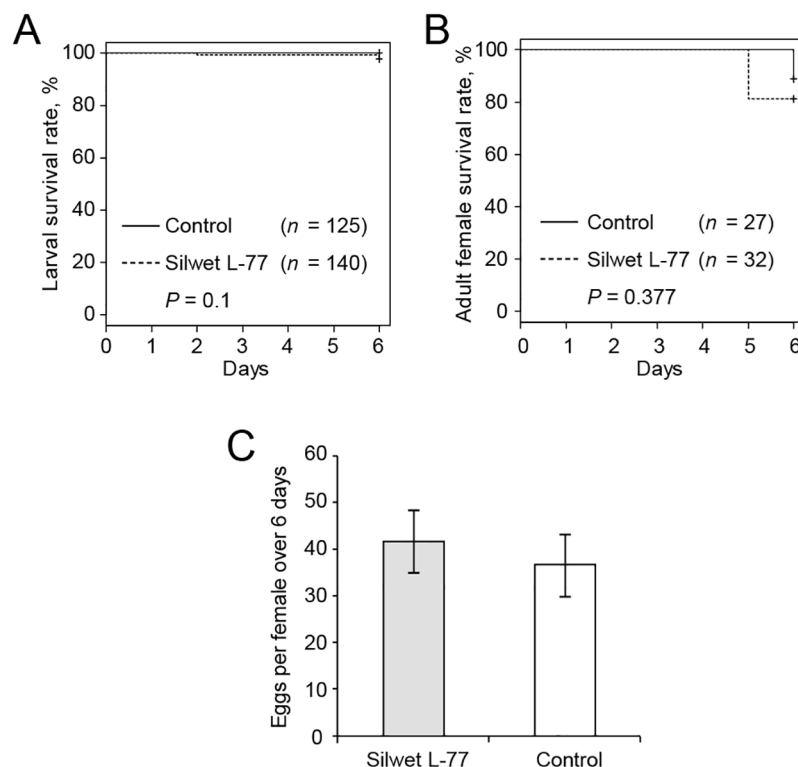 A
Larval survival rate, %
100
80
60
40
20
0
Control (n = 125)
Silwet L-77 (n = 140)
P = 0.1
0 1 2 3 4 5 6
Days
B
Adult female survival rate, %
100
80
60
40
20
0
Control (n = 27)
Silwet L-77 (n = 32)
P = 0.377
0 1 2 3 4 5 6
Days
C
Eggs per female over 6 days
60
50
40
30
20
10
0
Silwet L-77 Control